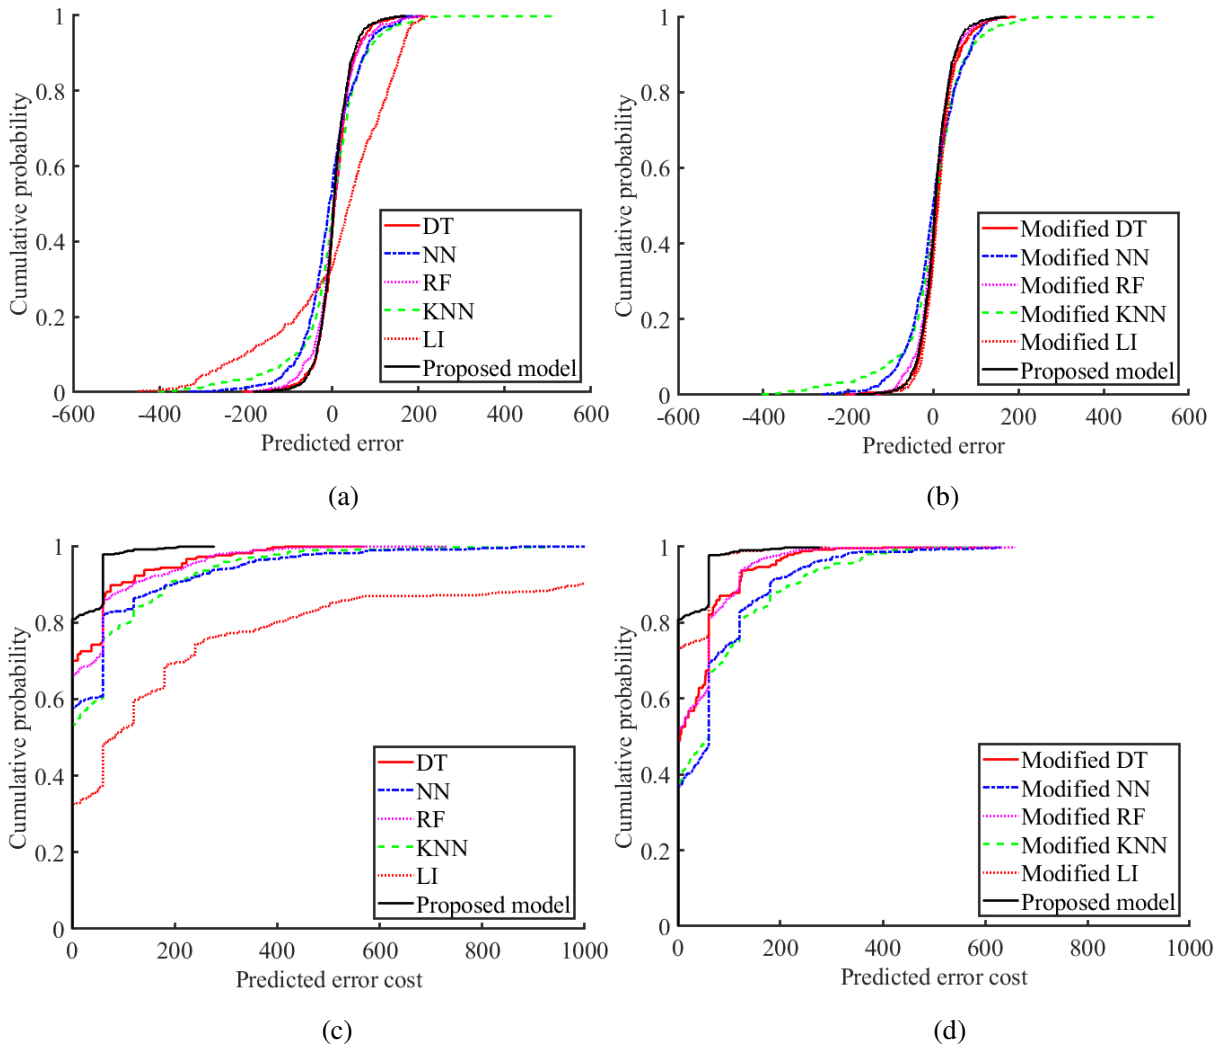 Cumulative probability
1
0.8
0.6
0.4
0.2
0
-600
-400
-200
0
200
400
600
Predicted error
DT
NN
RF
KNN
LI
Proposed model
(a)
Cumulative probability
1
0.8
0.6
0.4
0.2
0
-600
-400
-200
0
200
400
600
Predicted error
Modified DT
Modified NN
Modified RF
Modified KNN
Modified LI
Proposed model
(b)
Cumulative probability
1
0.8
0.6
0.4
0.2
0
0
200
400
600
800
1000
Predicted error cost
DT
NN
RF
KNN
LI
Proposed model
(c)
Cumulative probability
1
0.8
0.6
0.4
0.2
0
0
200
400
600
800
1000
Predicted error cost
Modified DT
Modified NN
Modified RF
Modified KNN
Modified LI
Proposed model
(d)